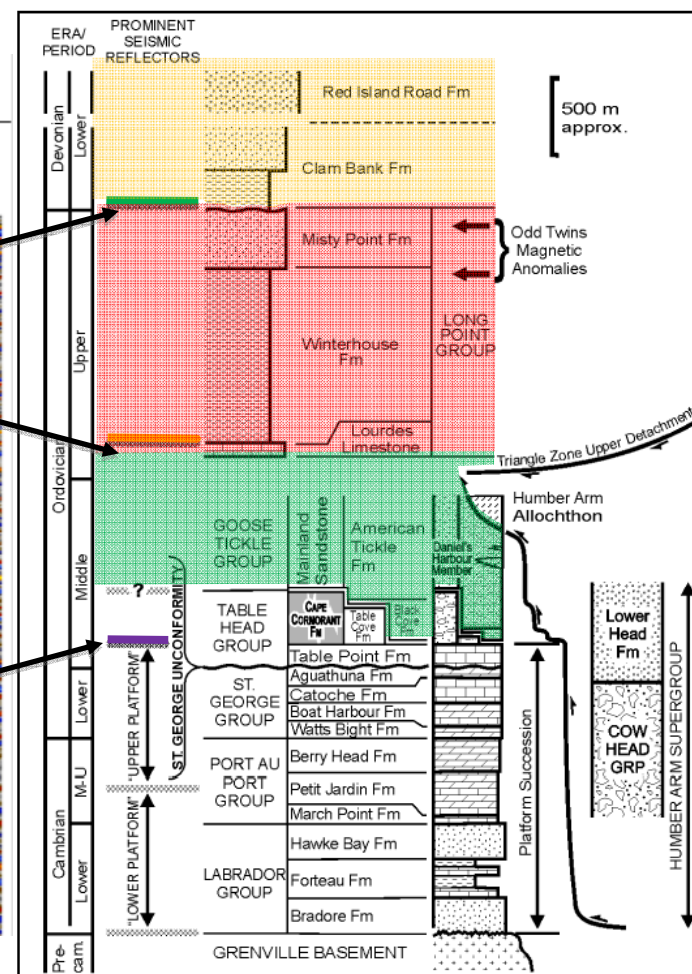 ERA/
PERIOD
PROMINENT
SEISMIC
REFLECTORS
Devonian
Lower
Red Island Road Fm
500 m
approx.
Clam Bank Fm
Ordovician
Upper
Misty Point Fm
Odd Twins
Magnetic
Anomalies
Winterhouse
Fm
LONG
POINT
GROUP
Lourdes
Limestone
Triangle Zone Upper Detachment
Humber Arm
Allochthon
Middle
GOOSE
TICKLE
GROUP
Mainland
Sandstone
American
Tickle
Fm
Daniel's
Harbour
Member
?
ST. GEORGE UNCONFORMITY
TABLE
HEAD
GROUP
CAPE
CORMORANT
FM
Table
Cove
Fm
Black
Cove
Fm
Table Point Fm
Lower
Head
Fm
COW
HEAD
GRP
HUMBER ARM SUPERGROUP
Lower
"UPPER PLATFORM"
ST.
GEORGE
GROUP
Aguathuna Fm
Catoche Fm
Boat Harbour Fm
Watts Bight Fm
Platform Succession
Cambrian
M-U
PORT AU
PORT
GROUP
Berry Head Fm
Petit Jardin Fm
March Point Fm
Lower
"LOWER PLATFORM"
LABRADOR
GROUP
Hawke Bay Fm
Forteau Fm
Bradore Fm
Pre-
cam.
GRENVILLE BASEMENT